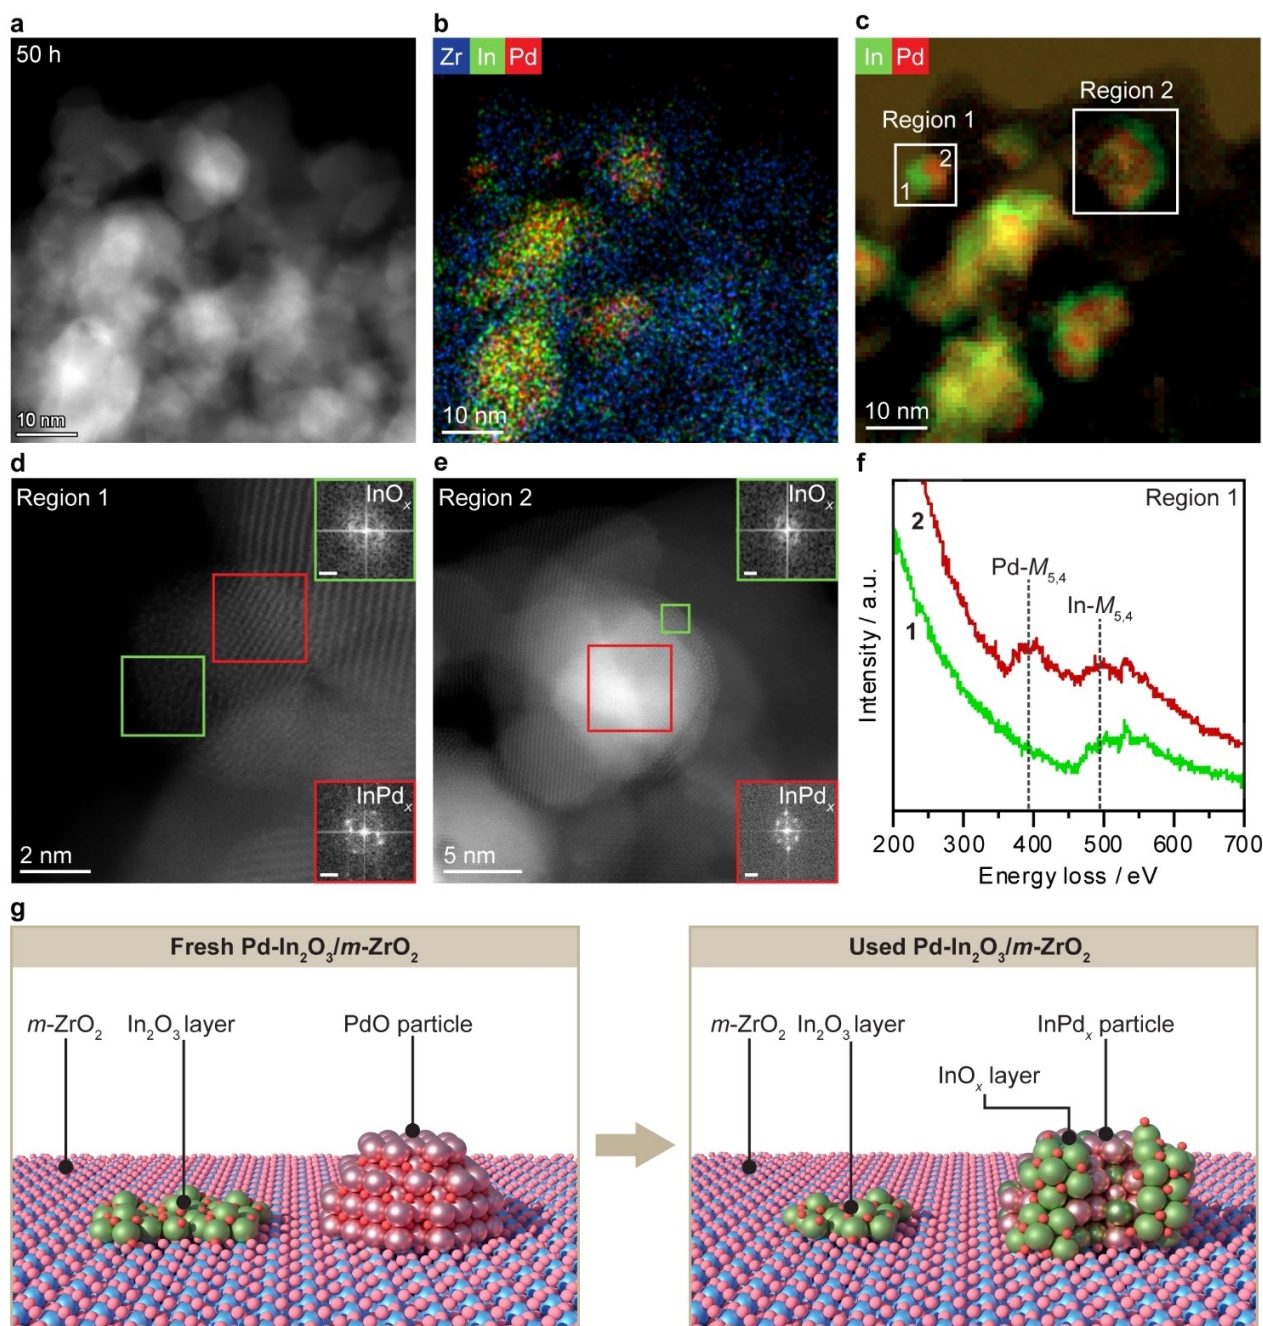 a
50 h
10 nm
b
Zr In Pd
10 nm
c
In Pd
Region 1
Region 2
1
2
10 nm
d
Region 1
InOₓ
InPdₓ
2 nm
e
Region 2
InOₓ
InPdₓ
5 nm
f
Region 1
2
1
Pd-M₅,₄
In-M₅,₄
Intensity / a.u.
200 300 400 500 600 700
Energy loss / eV
g
Fresh Pd-In₂O₃/m-ZrO₂
m-ZrO₂ In₂O₃ layer PdO particle
Used Pd-In₂O₃/m-ZrO₂
m-ZrO₂ In₂O₃ layer InPdₓ particle
InOₓ layer